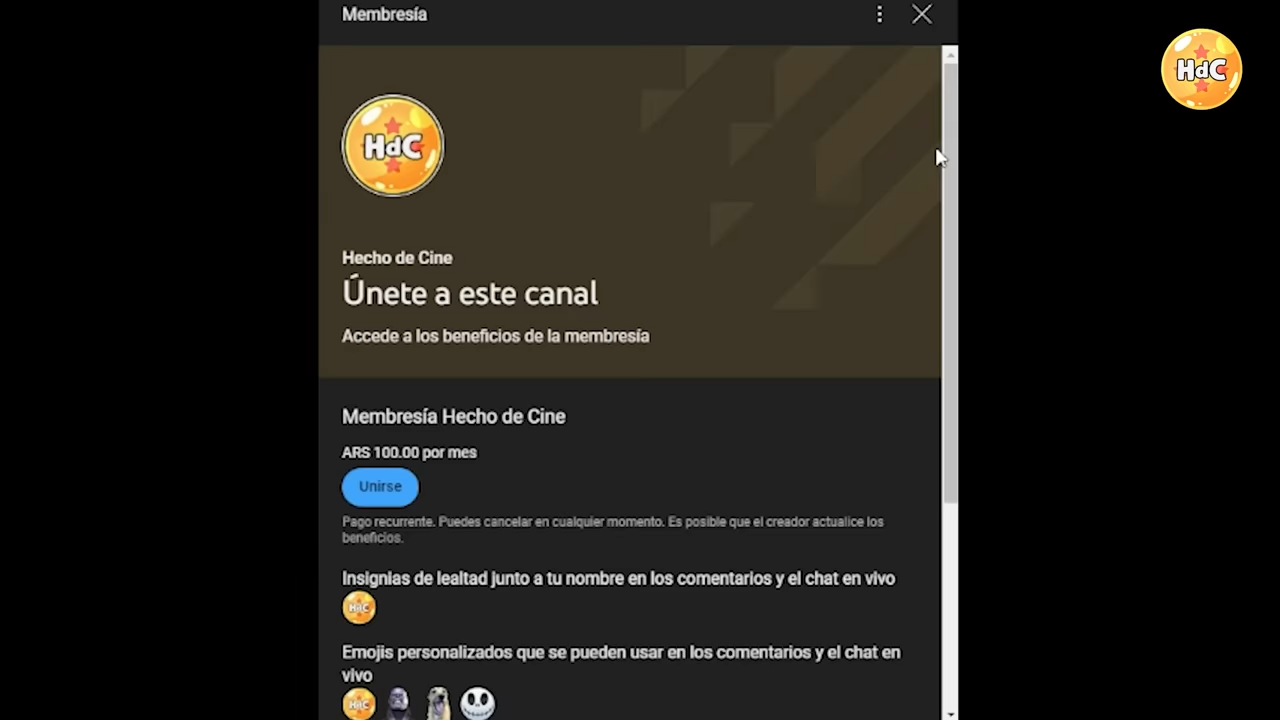 Membresía
HdC
HdC
Hecho de Cine
Únete a este canal
Accede a los beneficios de la membresía
Membresía Hecho de Cine
ARS 100.00 por mes
Unirse
Pago recurrente. Puedes cancelar en cualquier momento. Es posible que el creador actualice los
beneficios.
Insignias de lealtad junto a tu nombre en los comentarios y el chat en vivo
HdC
Emojis personalizados que se pueden usar en los comentarios y el chat en
vivo
HdC